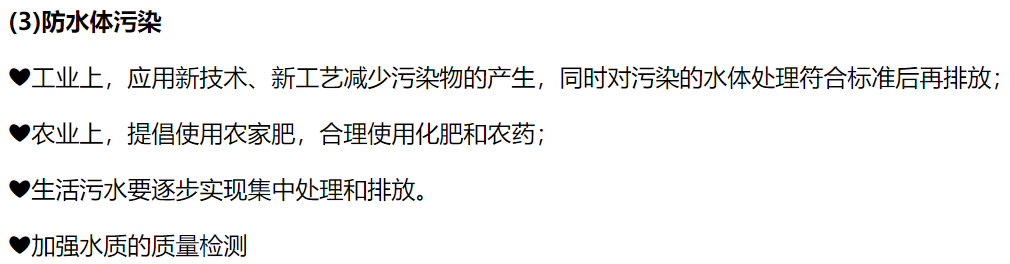 (3)防水体污染
❤工业上，应用新技术、新工艺减少污染物的产生，同时对污染的水体处理符合标准后再排放；
❤农业上，提倡使用农家肥，合理使用化肥和农药；
❤生活污水要逐步实现集中处理和排放。
❤加强水质的质量检测